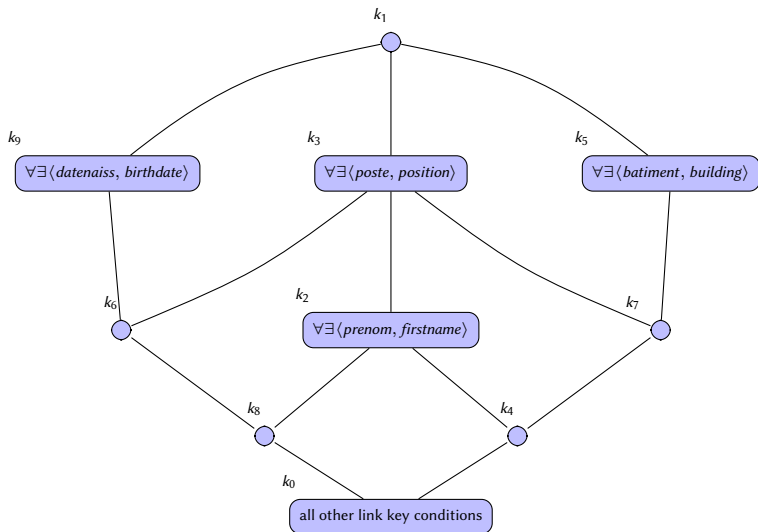 k₁
k₉
k₃
k₅
∀∃⟨datenaiss, birthdate⟩
∀∃⟨poste, position⟩
∀∃⟨batiment, building⟩
k₆
k₂
k₇
∀∃⟨prenom, firstname⟩
k₈
k₄
k₀
all other link key conditions